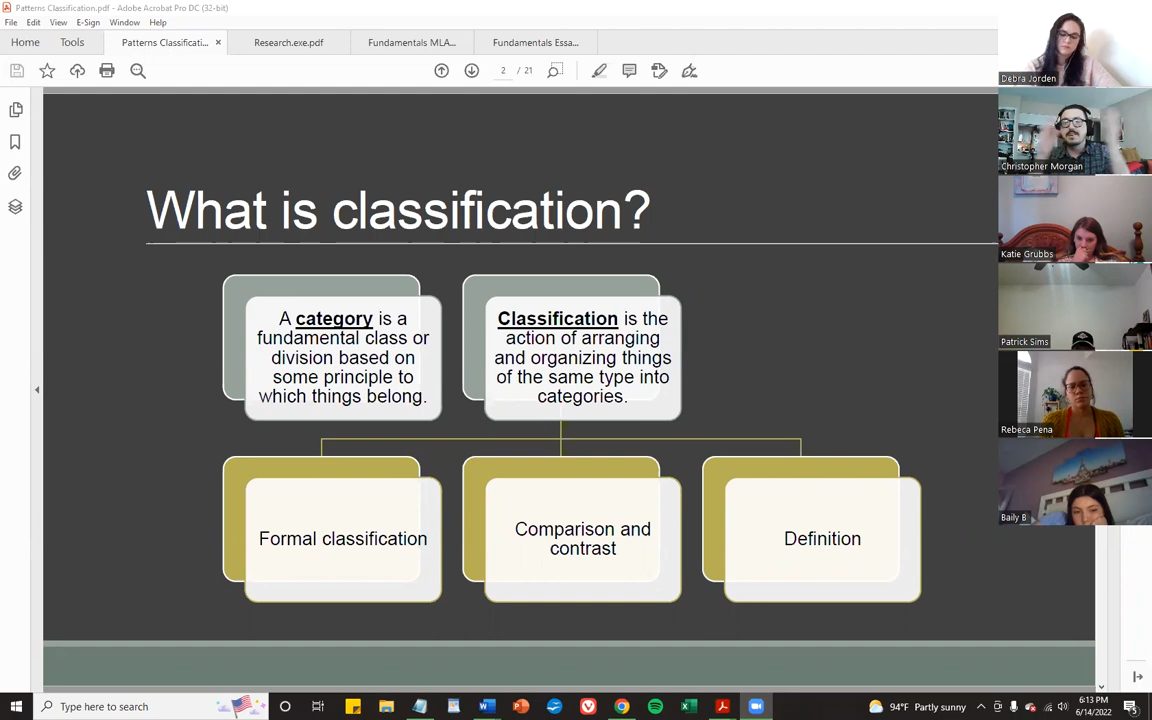 Patterns Classification.pdf - Adobe Acrobat Pro DC (32-bit)
File Edit View E-Sign Window Help
Home Tools Patterns Classificati... × Research.exe.pdf Fundamentals MLA... Fundamentals Essa...
2 / 21
What is classification?
A category is a
fundamental class or
division based on
some principle to
which things belong.
Classification is the
action of arranging
and organizing things
of the same type into
categories.
Formal classification
Comparison and
contrast
Definition
Debra Jorden
Christopher Morgan
Katie Grubbs
Patrick Sims
Rebeca Pena
Baily B
Type here to search
94°F Partly sunny
6:13 PM
6/14/2022
5